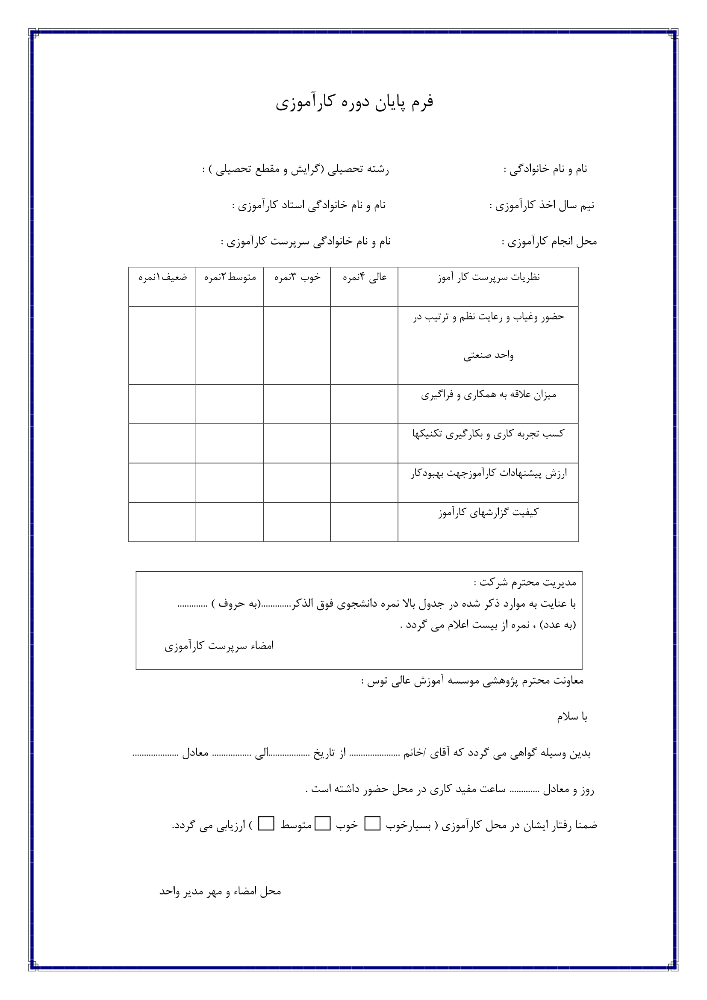 فرم پایان دوره کارآموزی
نام و نام خانوادگی : رشته تحصیلی (گرایش و مقطع تحصیلی ) :
نیم سال اخذ کارآموزی : نام و نام خانوادگی استاد کارآموزی :
محل انجام کارآموزی : نام و نام خانوادگی سرپرست کارآموزی :
نظریات سرپرست کار آموز عالی ۴نمره خوب ۳نمره متوسط۲نمره ضعیف۱نمره
حضور وغیاب و رعایت نظم و ترتیب در
واحد صنعتی
میزان علاقه به همکاری و فراگیری
کسب تجربه کاری و بکارگیری تکنیکها
ارزش پیشنهادات کارآموزجهت بهبودکار
کیفیت گزارشهای کارآموز
مدیریت محترم شرکت :
با عنایت به موارد ذکر شده در جدول بالا نمره دانشجوی فوق الذکر.............(به حروف ) .............
(به عدد) ، نمره از بیست اعلام می گردد .
امضاء سرپرست کارآموزی
معاونت محترم پژوهشی موسسه آموزش عالی توس :
با سلام
بدین وسیله گواهی می گردد که آقای /خانم ...................... از تاریخ ..................الی ................. معادل ....................
روز و معادل ............. ساعت مفید کاری در محل حضور داشته است .
ضمنا رفتار ایشان در محل کارآموزی ( بسیارخوب خوب متوسط ) ارزیابی می گردد.
محل امضاء و مهر مدیر واحد